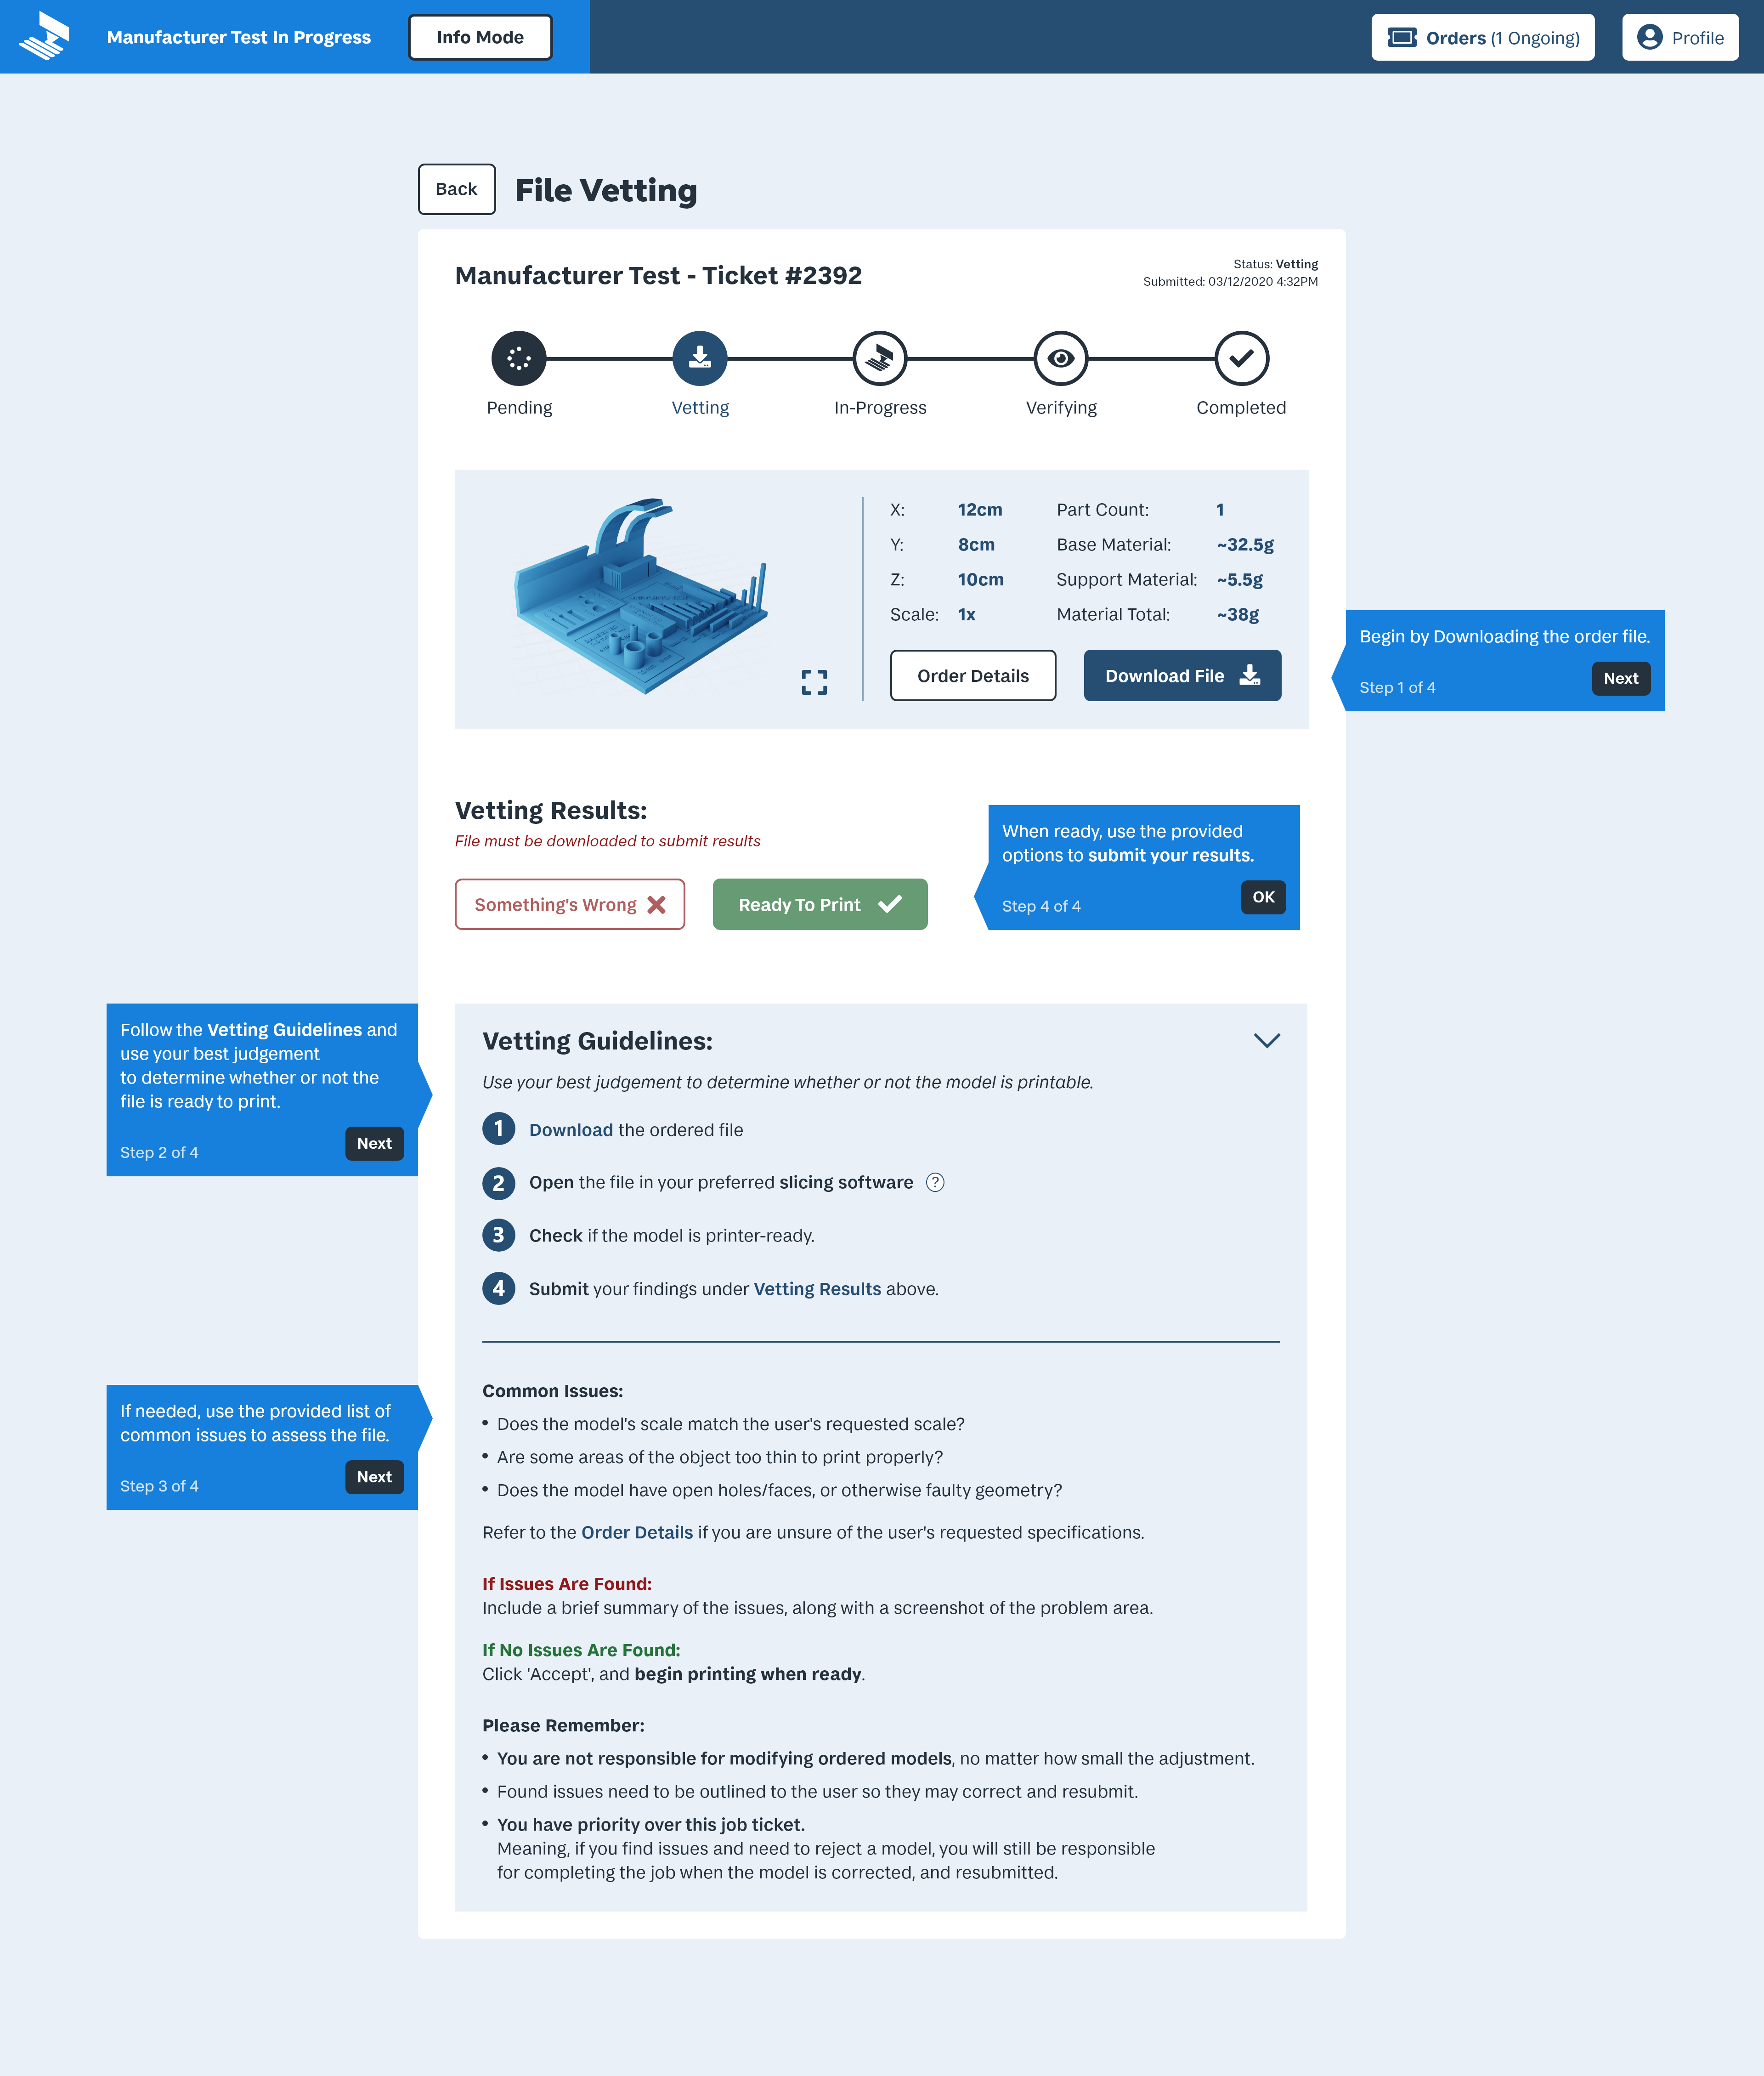 Manufacturer Test In Progress
Info Mode
Orders (1 Ongoing)
Profile
Back
File Vetting
Manufacturer Test - Ticket #2392
Status: Vetting
Submitted: 03/12/2020 4:32PM
Pending
Vetting
In-Progress
Verifying
Completed
X: 12cm
Part Count: 1
Y: 8cm
Base Material: ~32.5g
Z: 10cm
Support Material: ~5.5g
Scale: 1x
Material Total: ~38g
Order Details
Download File
Begin by Downloading the order file.
Step 1 of 4
Next
Vetting Results:
File must be downloaded to submit results
Something's Wrong
Ready To Print
When ready, use the provided
options to submit your results.
Step 4 of 4
OK
Follow the Vetting Guidelines and
use your best judgement
to determine whether or not the
file is ready to print.
Step 2 of 4
Next
Vetting Guidelines:
Use your best judgement to determine whether or not the model is printable.
1 Download the ordered file
2 Open the file in your preferred slicing software ?
3 Check if the model is printer-ready.
4 Submit your findings under Vetting Results above.
If needed, use the provided list of
common issues to assess the file.
Step 3 of 4
Next
Common Issues:
• Does the model's scale match the user's requested scale?
• Are some areas of the object too thin to print properly?
• Does the model have open holes/faces, or otherwise faulty geometry?
Refer to the Order Details if you are unsure of the user's requested specifications.
If Issues Are Found:
Include a brief summary of the issues, along with a screenshot of the problem area.
If No Issues Are Found:
Click 'Accept', and begin printing when ready.
Please Remember:
• You are not responsible for modifying ordered models, no matter how small the adjustment.
• Found issues need to be outlined to the user so they may correct and resubmit.
• You have priority over this job ticket.
Meaning, if you find issues and need to reject a model, you will still be responsible
for completing the job when the model is corrected, and resubmitted.